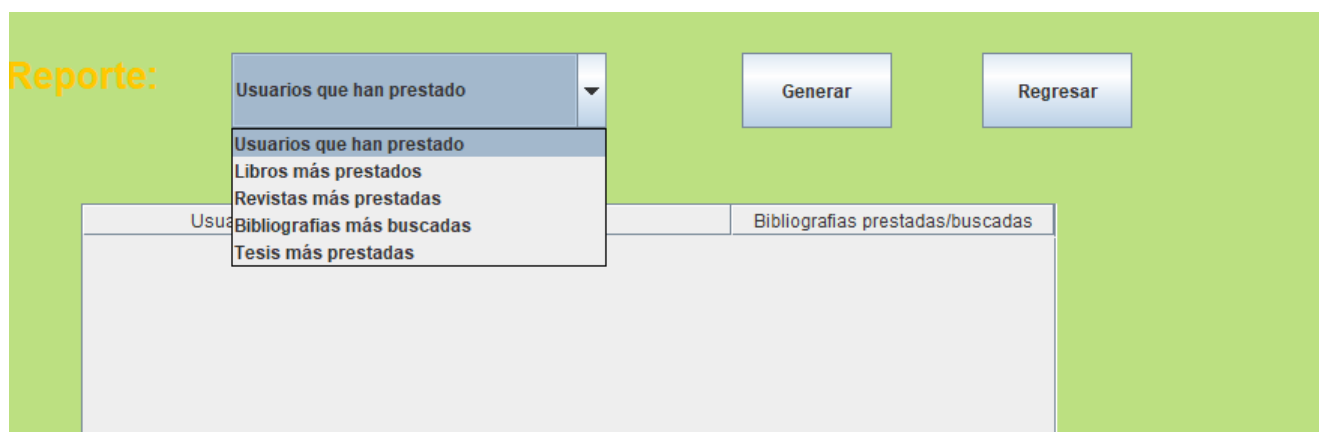 Reporte:
Usuarios que han prestado
Generar
Regresar
Usuarios que han prestado
Libros más prestados
Revistas más prestadas
Bibliografias más buscadas
Tesis más prestadas
Bibliografias prestadas/buscadas